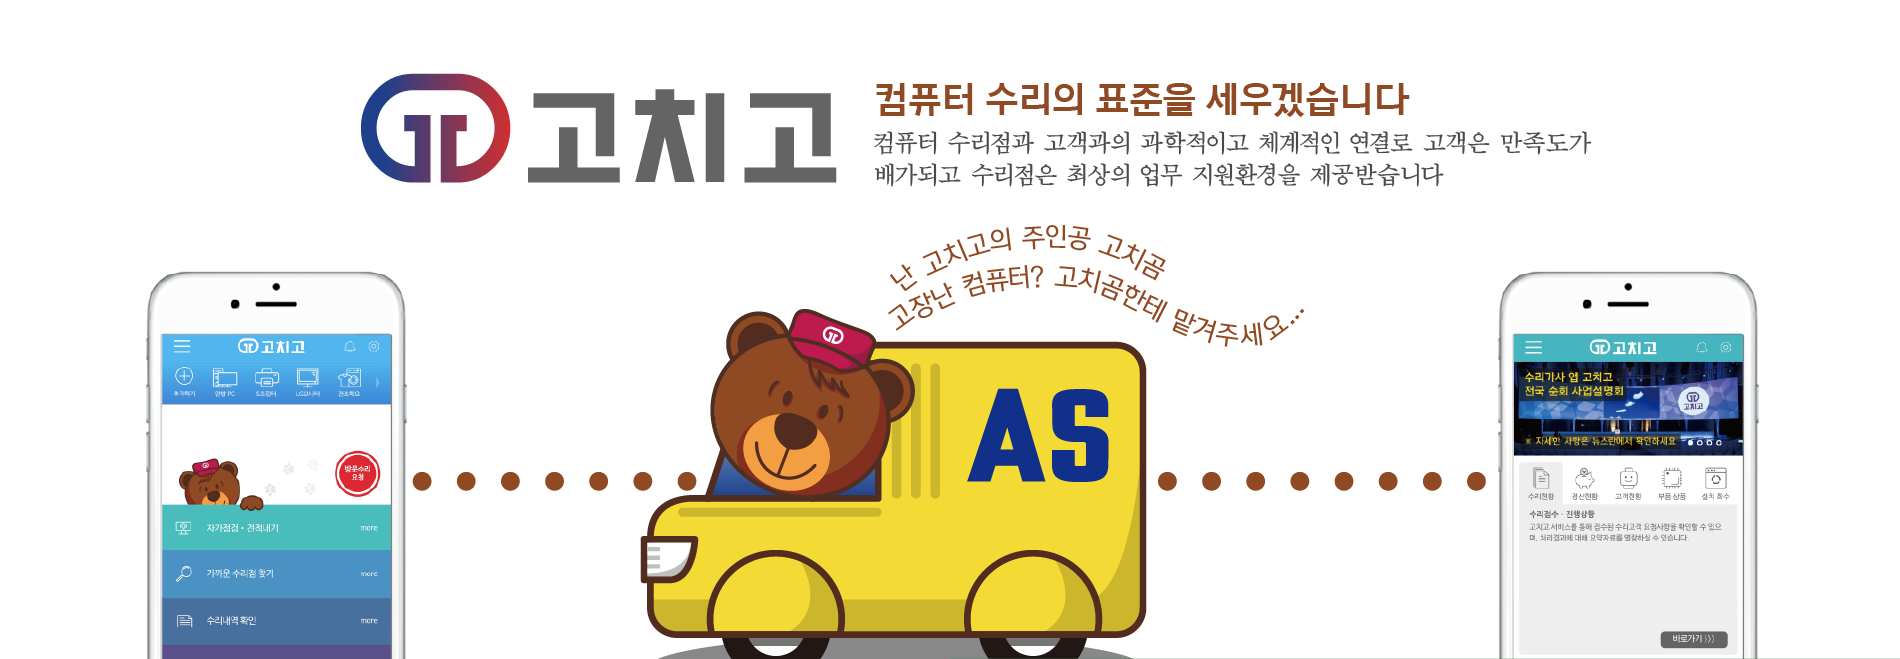 고치고
컴퓨터 수리의 표준을 세우겠습니다
컴퓨터 수리점과 고객과의 과학적이고 체계적인 연결로 고객은 만족도가
배가되고 수리점은 최상의 업무 지원환경을 제공받습니다
난 고치고의 주인공 고치곰
고장난 컴퓨터? 고치곰한테 맡겨주세요...
AS
고치고
추가하기
안방 PC
S프린터
LG모니터
건조해요
방문수리
요청
자가점검 · 견적내기
more
가까운 수리점 찾기
more
수리내역 확인
more
고치고
수리기사 앱 고치고
전국 순회 사업설명회
고치고
※ 자세한 사항은 뉴스란에서 확인하세요
수리현황
정산현황
고객현황
부품 상품
설치 회수
수리접수 · 진행상황
고치고 서비스를 통해 접수된 수리고객 요청사항을 확인할 수 있으
며, 처리결과에 대해 요약자료를 열람하실 수 있습니다.
바로가기 》》